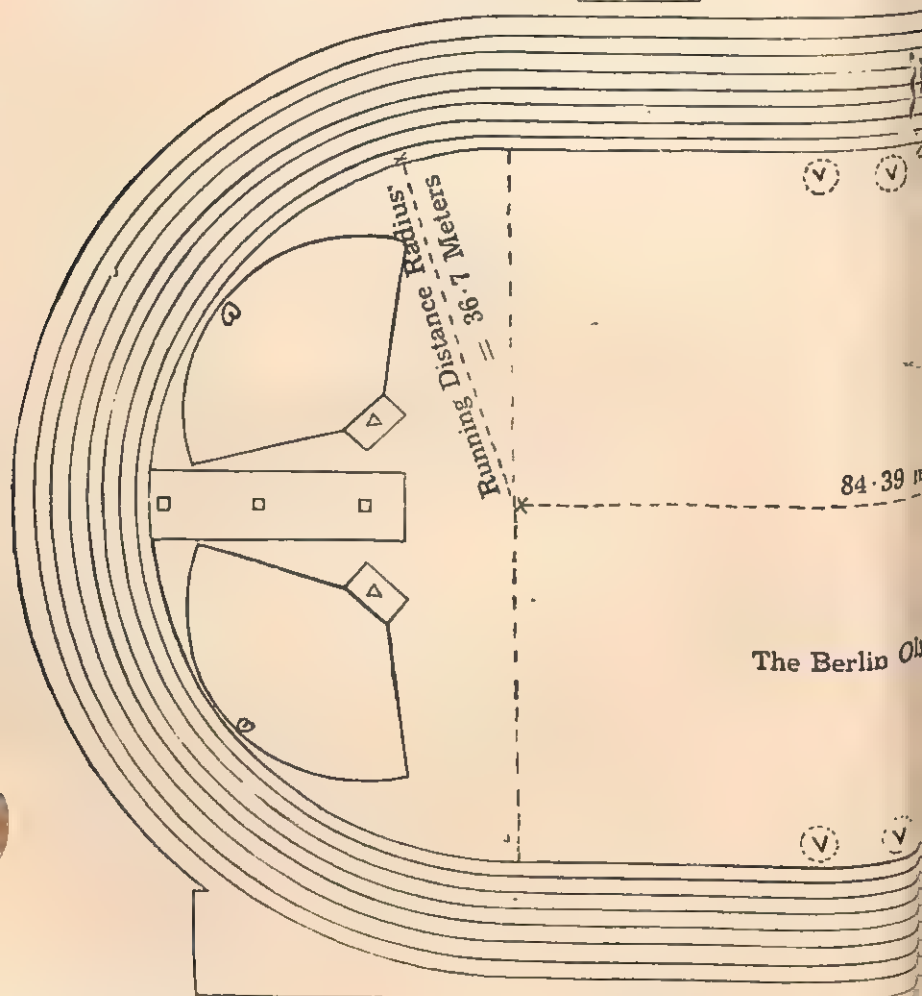 Running Distance Radius
= 36·7 Meters
84·39
The Berlin